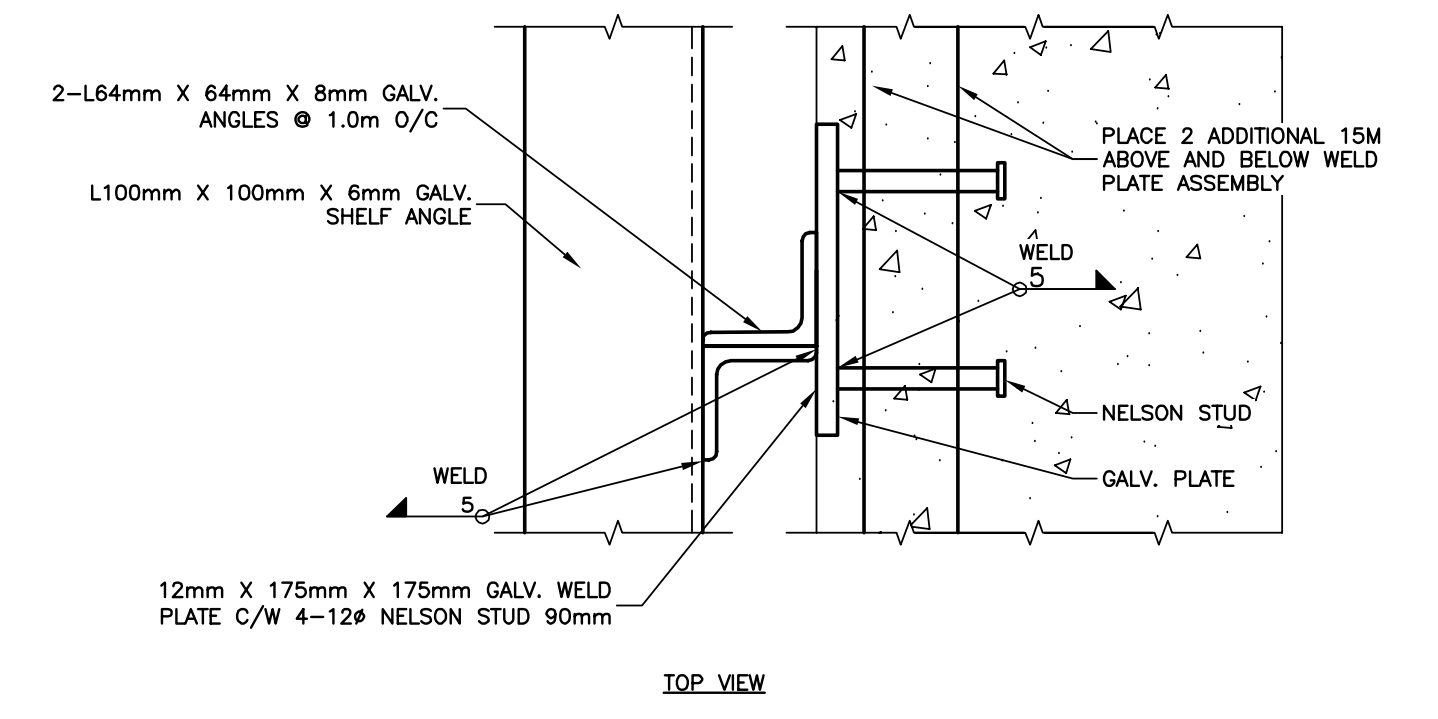 2-L64mm X 64mm X 8mm GALV.
ANGLES @ 1.0m O/C
L100mm X 100mm X 6mm GALV.
SHELF ANGLE
PLACE 2 ADDITIONAL 15M
ABOVE AND BELOW WELD
PLATE ASSEMBLY
WELD
5
NELSON STUD
GALV. PLATE
WELD
5
12mm X 175mm X 175mm GALV. WELD
PLATE C/W 4-12ø NELSON STUD 90mm
TOP VIEW